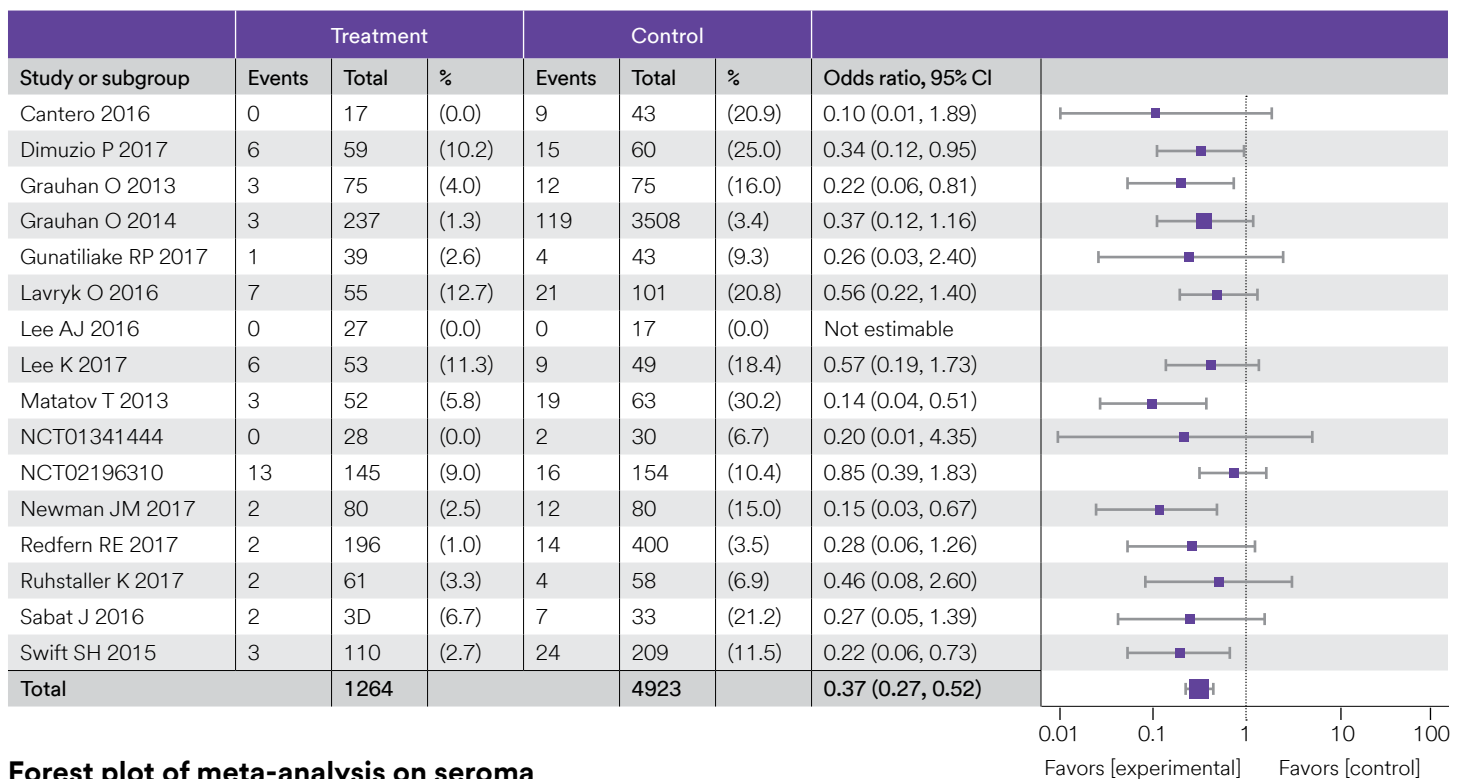 Treatment Control
Study or subgroup Events Total % Events Total % Odds ratio, 95% CI
Cantero 2016 0 17 (0.0) 9 43 (20.9) 0.10 (0.01, 1.89)
Dimuzio P 2017 6 59 (10.2) 15 60 (25.0) 0.34 (0.12, 0.95)
Grauhan O 2013 3 75 (4.0) 12 75 (16.0) 0.22 (0.06, 0.81)
Grauhan O 2014 3 237 (1.3) 119 3508 (3.4) 0.37 (0.12, 1.16)
Gunatiliake RP 2017 1 39 (2.6) 4 43 (9.3) 0.26 (0.03, 2.40)
Lavryk O 2016 7 55 (12.7) 21 101 (20.8) 0.56 (0.22, 1.40)
Lee AJ 2016 0 27 (0.0) 0 17 (0.0) Not estimable
Lee K 2017 6 53 (11.3) 9 49 (18.4) 0.57 (0.19, 1.73)
Matatov T 2013 3 52 (5.8) 19 63 (30.2) 0.14 (0.04, 0.51)
NCT01341444 0 28 (0.0) 2 30 (6.7) 0.20 (0.01, 4.35)
NCT02196310 13 145 (9.0) 16 154 (10.4) 0.85 (0.39, 1.83)
Newman JM 2017 2 80 (2.5) 12 80 (15.0) 0.15 (0.03, 0.67)
Redfern RE 2017 2 196 (1.0) 14 400 (3.5) 0.28 (0.06, 1.26)
Ruhstaller K 2017 2 61 (3.3) 4 58 (6.9) 0.46 (0.08, 2.60)
Sabat J 2016 2 3D (6.7) 7 33 (21.2) 0.27 (0.05, 1.39)
Swift SH 2015 3 110 (2.7) 24 209 (11.5) 0.22 (0.06, 0.73)
Total 1264 4923 0.37 (0.27, 0.52)
0.01 0.1 1 10 100
Favors [experimental] Favors [control]
Forest plot of meta-analysis on seroma